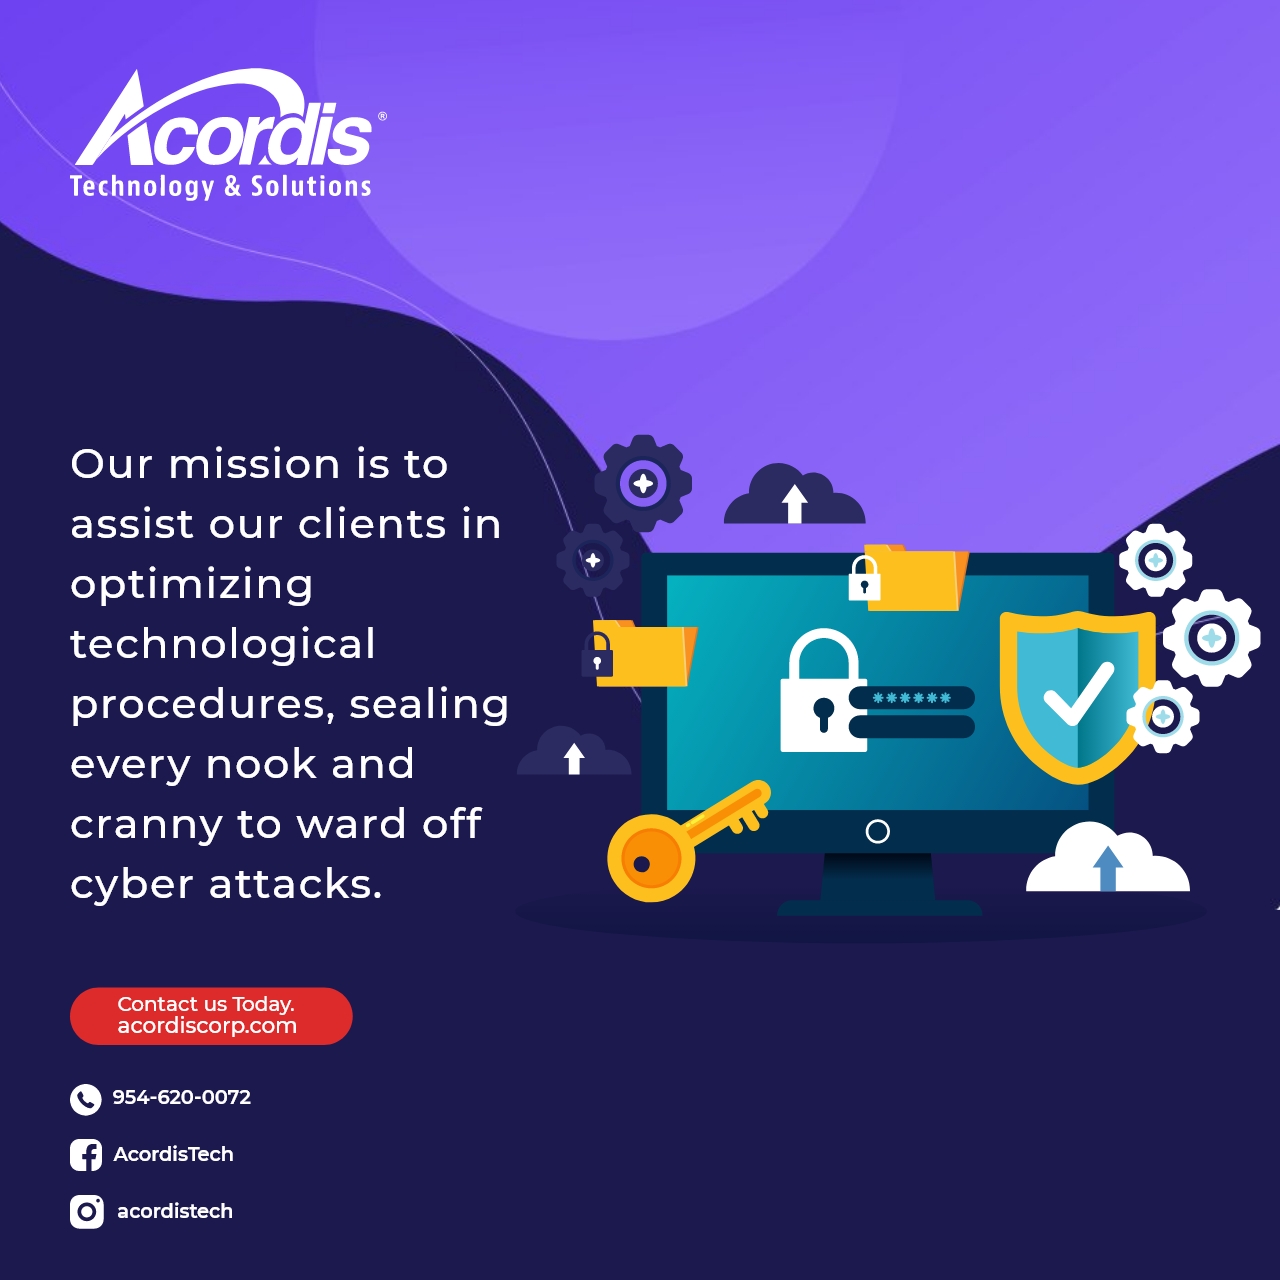 Acordis®
Technology & Solutions
Our mission is to
assist our clients in
optimizing
technological
procedures, sealing
every nook and
cranny to ward off
cyber attacks.
******
Contact us Today.
acordiscorp.com
954-620-0072
AcordisTech
acordistech